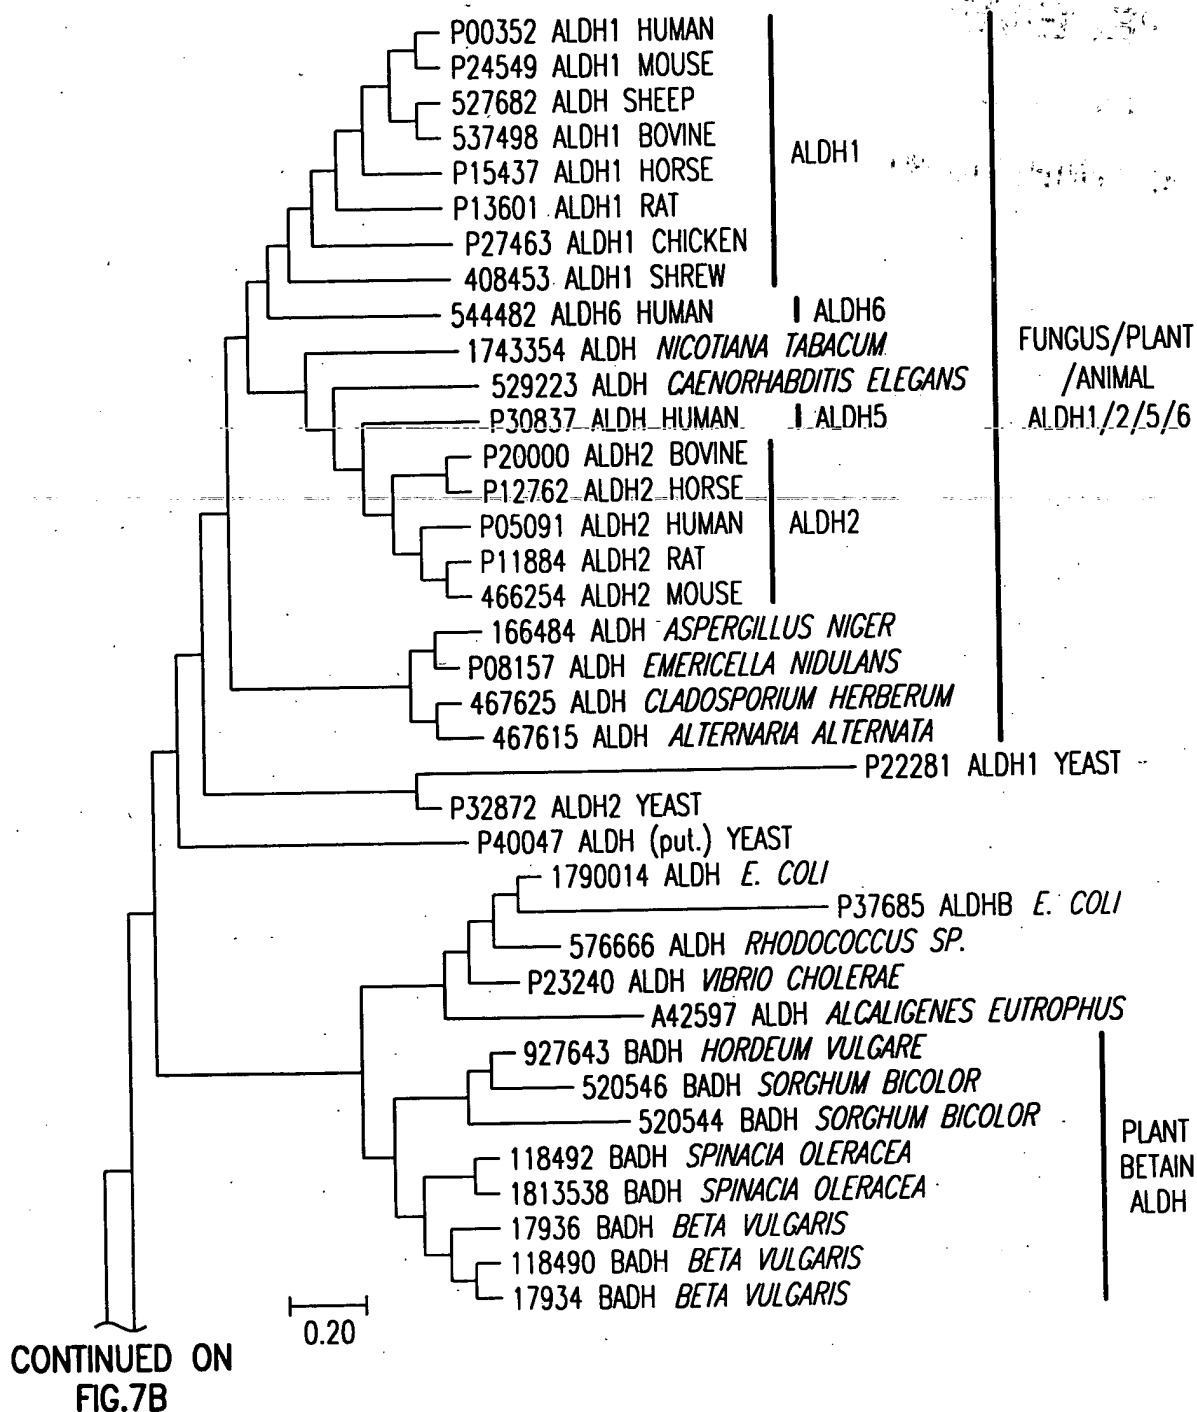 P00352 ALDH1 HUMAN
P24549 ALDH1 MOUSE
527682 ALDH SHEEP
537498 ALDH1 BOVINE
ALDH1
P15437 ALDH1 HORSE
P13601 ALDH1 RAT
P27463 ALDH1 CHICKEN
408453 ALDH1 SHREW
544482 ALDH6 HUMAN
ALDH6
1743354 ALDH NICOTIANA TABACUM
529223 ALDH CAENORHABDITIS ELEGANS
P30837 ALDH HUMAN
ALDH5
FUNGUS/PLANT
/ANIMAL
ALDH1/2/5/6
P20000 ALDH2 BOVINE
P12762 ALDH2 HORSE
P05091 ALDH2 HUMAN
ALDH2
P11884 ALDH2 RAT
466254 ALDH2 MOUSE
166484 ALDH ASPERGILLUS NIGER
P08157 ALDH EMERICELLA NIDULANS
467625 ALDH CLADOSPORIUM HERBERUM
467615 ALDH ALTERNARIA ALTERNATA
P22281 ALDH1 YEAST
P32872 ALDH2 YEAST
P40047 ALDH (put.) YEAST
1790014 ALDH E. COLI
P37685 ALDHB E. COLI
576666 ALDH RHODOCOCCUS SP.
P23240 ALDH VIBRIO CHOLERAE
A42597 ALDH ALCALIGENES EUTROPHUS
927643 BADH HORDEUM VULGARE
520546 BADH SORGHUM BICOLOR
520544 BADH SORGHUM BICOLOR
118492 BADH SPINACIA OLERACEA
1813538 BADH SPINACIA OLERACEA
17936 BADH BETA VULGARIS
118490 BADH BETA VULGARIS
17934 BADH BETA VULGARIS
PLANT
BETAIN
ALDH
0.20
CONTINUED ON
FIG.7B